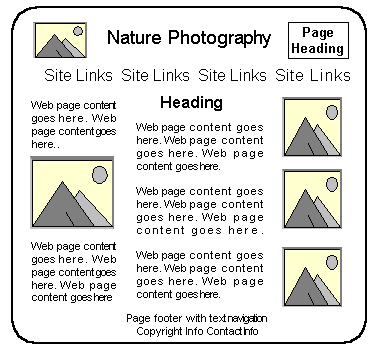 Nature Photography
Page
Heading
Site Links Site Links Site Links Site Links
Web page content
goes here. Web
page content goes
here. .
Web page content
goes here. Web
page content goes
here. Web page
content goes here
Heading
Web page content goes
here. Web page content
goes here. Web page
content goes here.
Web page content goes
here. Web page content
goes here. Web page
content goes here.
Web page content goes
here. Web page content
goes here. Web page
content goes here.
Page footer with text navigation
Copyright Info Contact Info